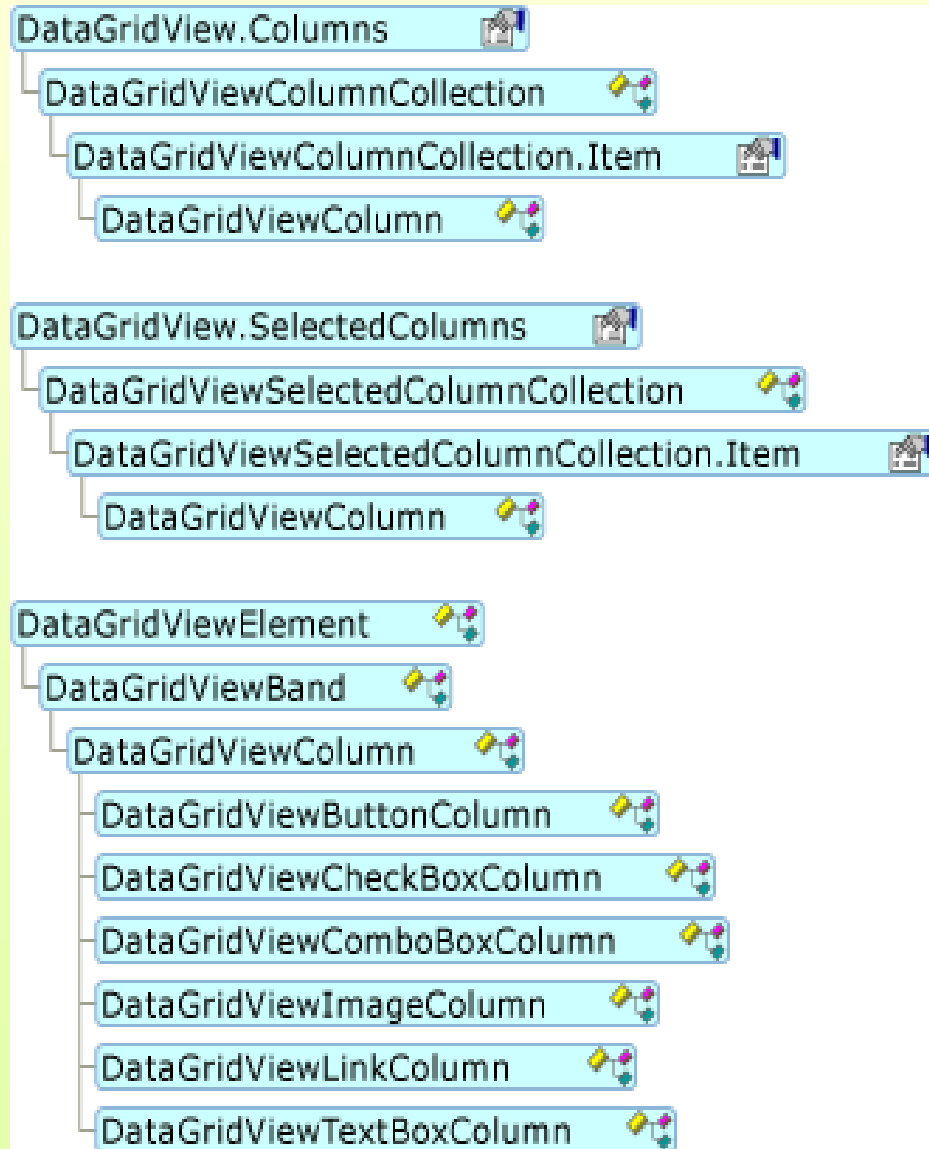 DataGridView.Columns
DataGridViewColumnCollection
DataGridViewColumnCollection.Item
DataGridViewColumn
DataGridView.SelectedColumns
DataGridViewSelectedColumnCollection
DataGridViewSelectedColumnCollection.Item
DataGridViewColumn
DataGridViewElement
DataGridViewBand
DataGridViewColumn
DataGridViewButtonColumn
DataGridViewCheckBoxColumn
DataGridViewComboBoxColumn
DataGridViewImageColumn
DataGridViewLinkColumn
DataGridViewTextBoxColumn